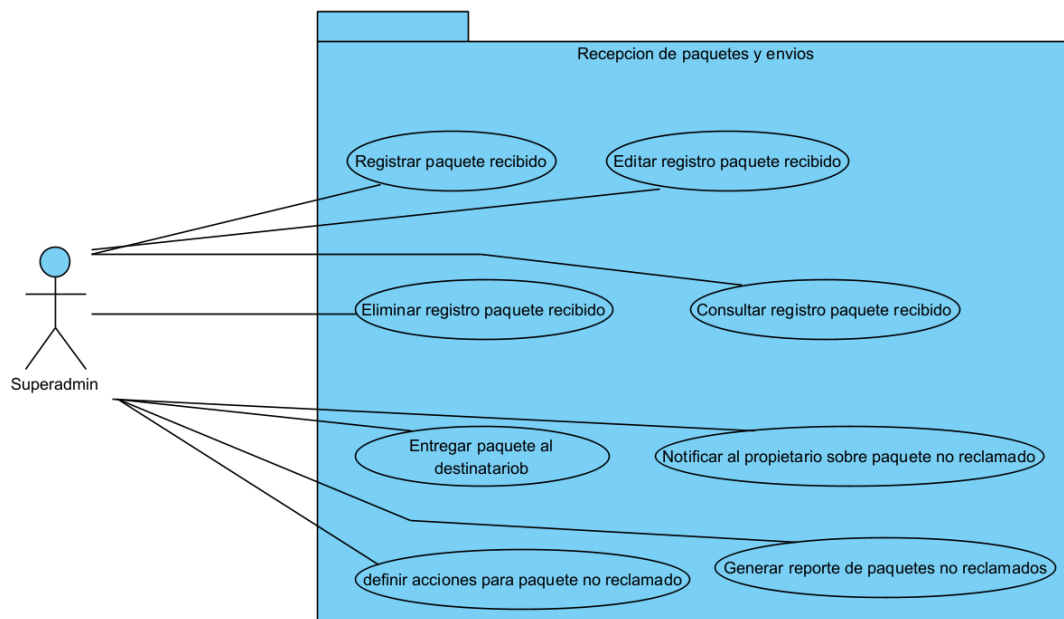 Recepcion de paquetes y envios
Registrar paquete recibido
Editar registro paquete recibido
Eliminar registro paquete recibido
Consultar registro paquete recibido
Superadmin
Entregar paquete al
destinatariob
Notificar al propietario sobre paquete no reclamado
definir acciones para paquete no reclamado
Generar reporte de paquetes no reclamados